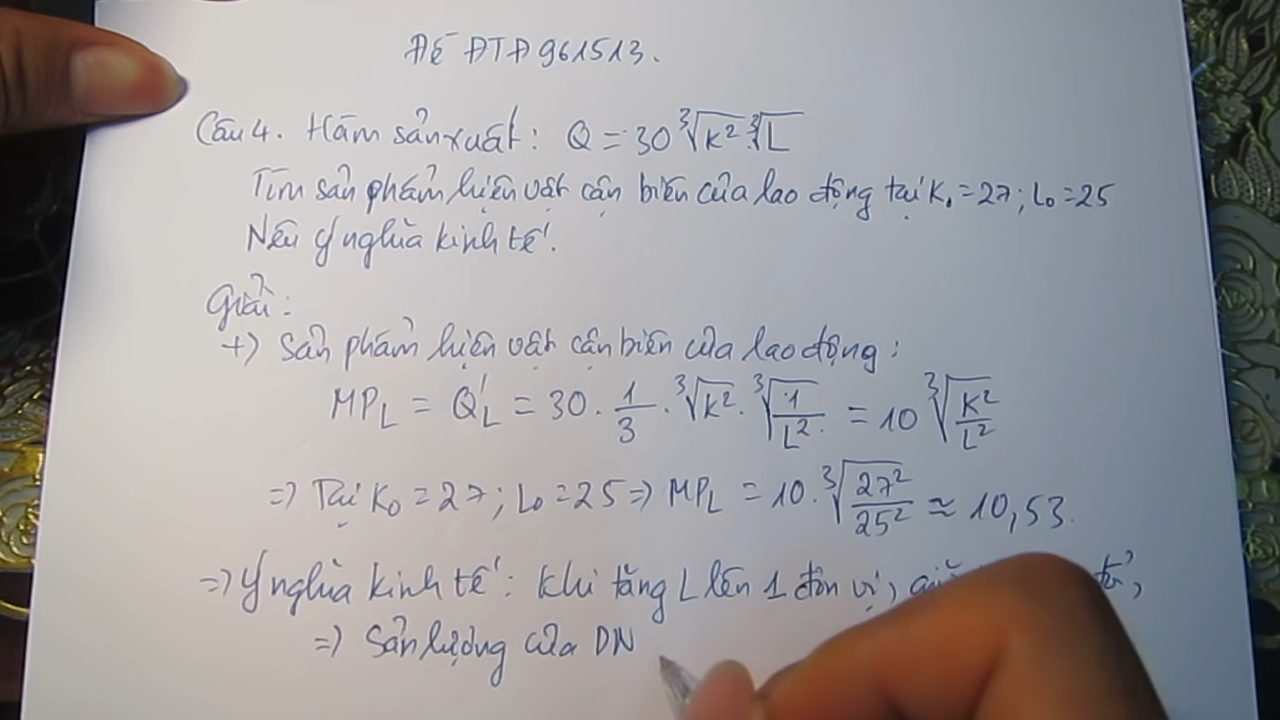 ĐỀ ĐTĐ961513.
Câu 4. Hàm sản xuất: Q = 30 ∛K² ∛L
Tìm sản phẩm hiện vật cận biên của lao động tại K₀ = 27; L₀ = 25
Nêu ý nghĩa kinh tế.
Giải:
+) Sản phẩm hiện vật cận biên của lao động:
MP_L = Q'_L = 30 · 1/3 · ∛K² · ∛(1/L²) = 10 ∛(K²/L²)
=) Tại K₀ = 27; L₀ = 25 =) MP_L = 10 · ∛(27²/25²) ≈ 10,53.
=) Ý nghĩa kinh tế: Khi tăng L lên 1 đơn vị,
=) Sản lượng của DN